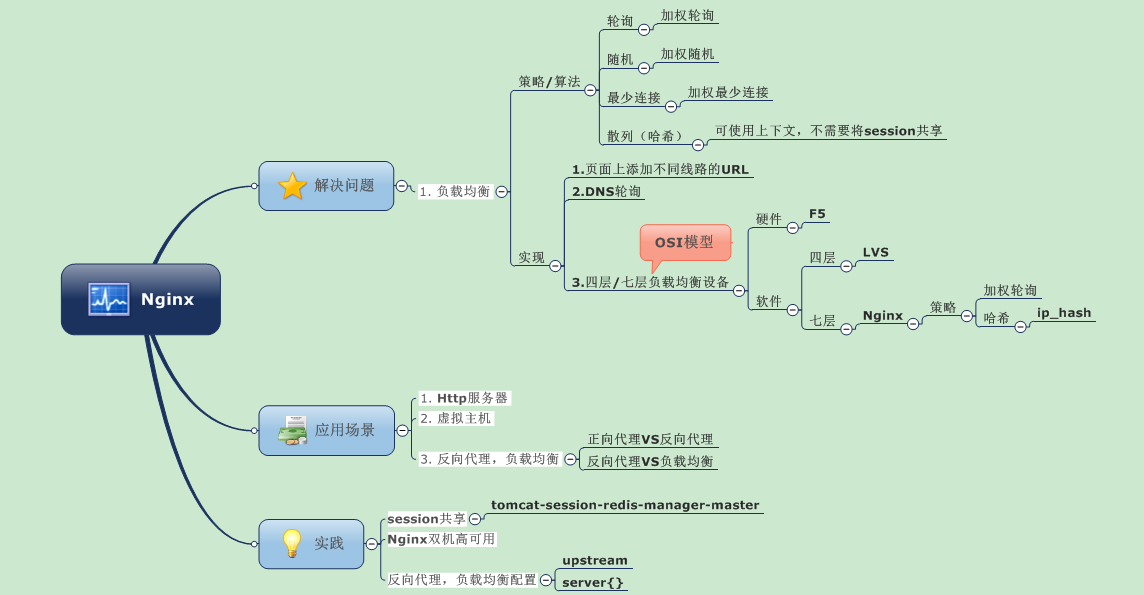 Nginx
解决问题
1. 负载均衡
策略/算法
轮询
加权轮询
随机
加权随机
最少连接
加权最少连接
散列（哈希）
可使用上下文，不需要将session共享
实现
1.页面上添加不同线路的URL
2.DNS轮询
OSI模型
3.四层/七层负载均衡设备
硬件
F5
软件
四层
LVS
七层
Nginx
策略
加权轮询
哈希
ip_hash
应用场景
1. Http服务器
2. 虚拟主机
3. 反向代理，负载均衡
正向代理VS反向代理
反向代理VS负载均衡
实践
session共享
tomcat-session-redis-manager-master
Nginx双机高可用
反向代理，负载均衡配置
upstream
server{}